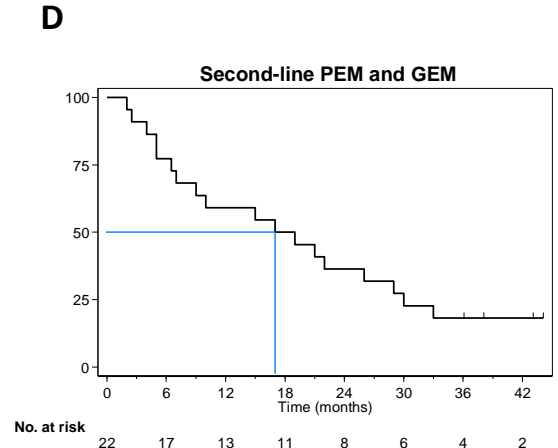 D
Second-line PEM and GEM
100
75
50
25
0
0 6 12 18 24 30 36 42
Time (months)
No. at risk
22 17 13 11 8 6 4 2